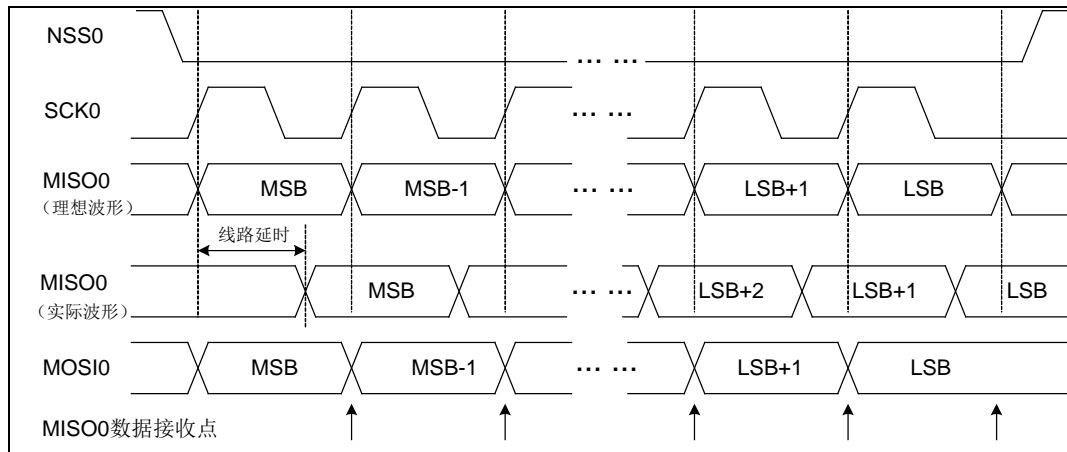 NSS0
... ...
SCK0
... ...
MISO0 MSB MSB-1 ... ... LSB+1 LSB
（理想波形）
线路延时
MISO0 MSB ... ... LSB+2 LSB+1 LSB
（实际波形）
MOSI0 MSB MSB-1 ... ... LSB+1 LSB
MISO0数据接收点